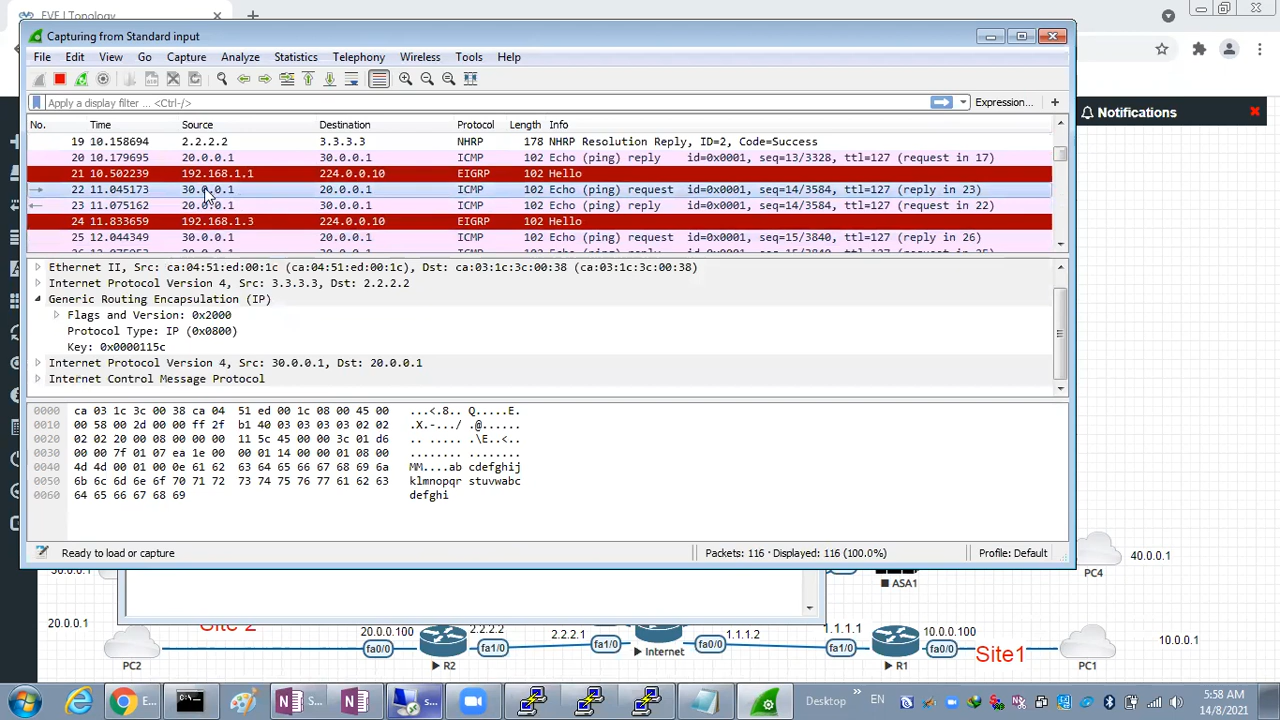 EVE | Topology
Capturing from Standard input
File Edit View Go Capture Analyze Statistics Telephony Wireless Tools Help
Apply a display filter ... <Ctrl-/> Expression...
Notifications
No. Time Source Destination Protocol Length Info
19 10.158694 2.2.2.2 3.3.3.3 NHRP 178 NHRP Resolution Reply, ID=2, Code=Success
20 10.179695 20.0.0.1 30.0.0.1 ICMP 102 Echo (ping) reply id=0x0001, seq=13/3328, ttl=127 (request in 17)
21 10.502239 192.168.1.1 224.0.0.10 EIGRP 102 Hello
22 11.045173 30.0.0.1 20.0.0.1 ICMP 102 Echo (ping) request id=0x0001, seq=14/3584, ttl=127 (reply in 23)
23 11.075162 20.0.0.1 30.0.0.1 ICMP 102 Echo (ping) reply id=0x0001, seq=14/3584, ttl=127 (request in 22)
24 11.833659 192.168.1.3 224.0.0.10 EIGRP 102 Hello
25 12.044349 30.0.0.1 20.0.0.1 ICMP 102 Echo (ping) request id=0x0001, seq=15/3840, ttl=127 (reply in 26)
Ethernet II, Src: ca:04:51:ed:00:1c (ca:04:51:ed:00:1c), Dst: ca:03:1c:3c:00:38 (ca:03:1c:3c:00:38)
Internet Protocol Version 4, Src: 3.3.3.3, Dst: 2.2.2.2
Generic Routing Encapsulation (IP)
Flags and Version: 0x2000
Protocol Type: IP (0x0800)
Key: 0x0000115c
Internet Protocol Version 4, Src: 30.0.0.1, Dst: 20.0.0.1
Internet Control Message Protocol
0000 ca 03 1c 3c 00 38 ca 04 51 ed 00 1c 08 00 45 00 ...<.8.. Q.....E.
0010 00 58 00 2d 00 00 ff 2f b1 40 03 03 03 03 02 02 .X.-.../ .@......
0020 02 02 20 00 08 00 00 00 11 5c 45 00 00 3c 01 d6 .. ..... .\E..<..
0030 00 00 7f 01 07 ea 1e 00 00 01 14 00 00 01 08 00 ........ ........
0040 4d 4d 00 01 00 0e 61 62 63 64 65 66 67 68 69 6a MM....ab cdefghij
0050 6b 6c 6d 6e 6f 70 71 72 73 74 75 76 77 61 62 63 klmnopqr stuvwabc
0060 64 65 66 67 68 69 defghi
Ready to load or capture Packets: 116 · Displayed: 116 (100.0%) Profile: Default
40.0.0.1
PC4
ASA1
20.0.0.1 Site 2 20.0.0.100 2.2.2.2 2.2.2.1 1.1.1.2 1.1.1.1 10.0.0.100 10.0.0.1
fa0/0 fa1/0 fa1/0 fa0/0 fa1/0 fa0/0
PC2 R2 Internet R1 Site1 PC1
E... S... s... Desktop » EN 5:58 AM
14/8/2021